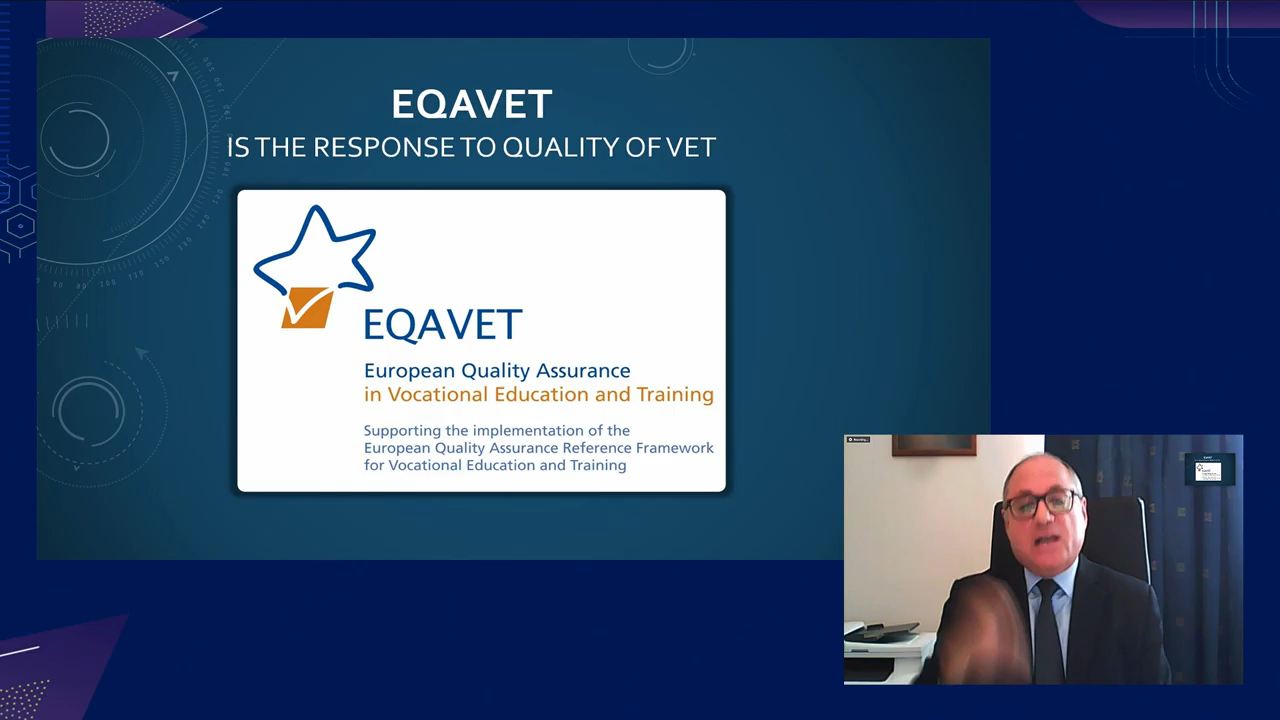 EQAVET
IS THE RESPONSE TO QUALITY OF VET
EQAVET
European Quality Assurance
in Vocational Education and Training
Supporting the implementation of the
European Quality Assurance Reference Framework
for Vocational Education and Training